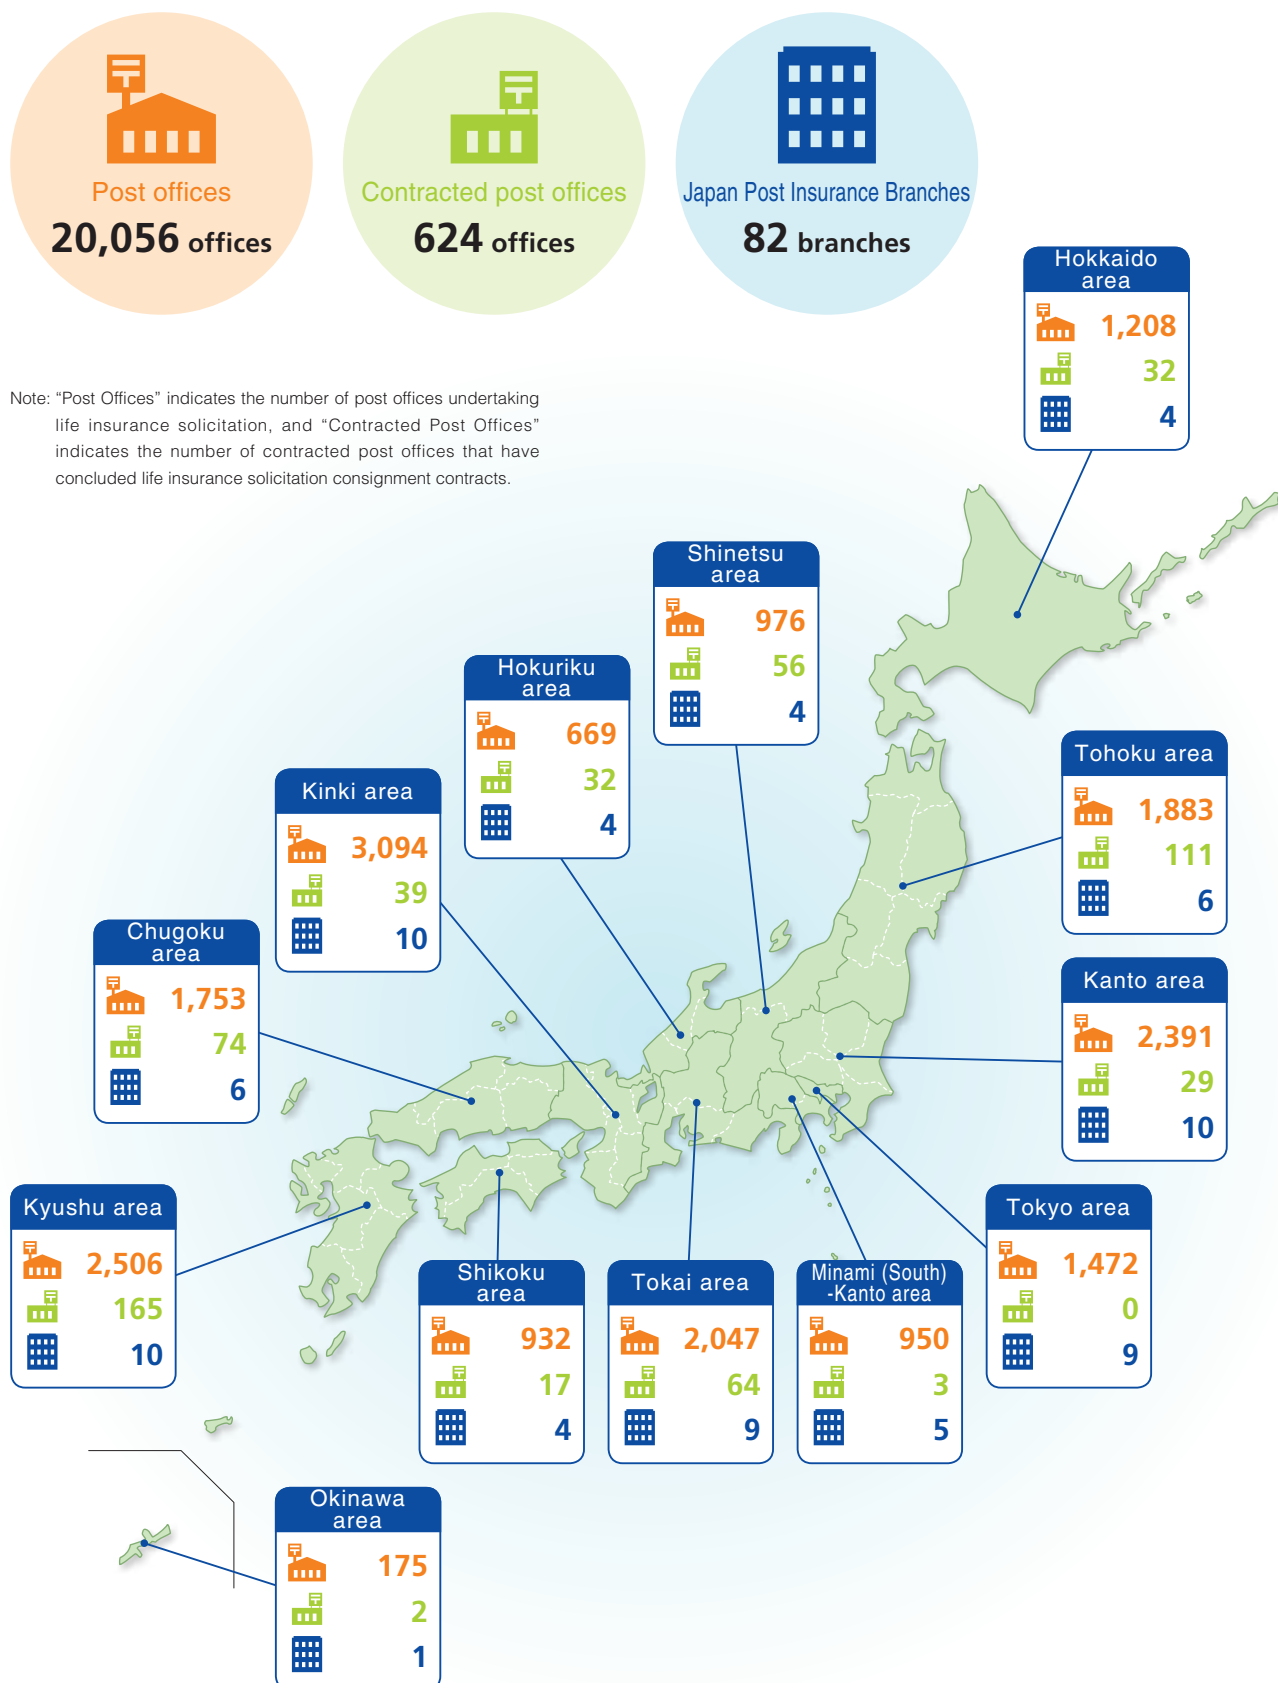 Post offices
20,056 offices
Contracted post offices
624 offices
Japan Post Insurance Branches
82 branches
Note: “Post Offices” indicates the number of post offices undertaking
life insurance solicitation, and “Contracted Post Offices”
indicates the number of contracted post offices that have
concluded life insurance solicitation consignment contracts.
Hokkaido
area
1,208
32
4
Shinetsu
area
976
56
4
Hokuriku
area
669
32
4
Tohoku area
1,883
111
6
Kinki area
3,094
39
10
Chugoku
area
1,753
74
6
Kanto area
2,391
29
10
Kyushu area
2,506
165
10
Tokyo area
1,472
0
9
Shikoku
area
932
17
4
Tokai area
2,047
64
9
Minami (South)
-Kanto area
950
3
5
Okinawa
area
175
2
1